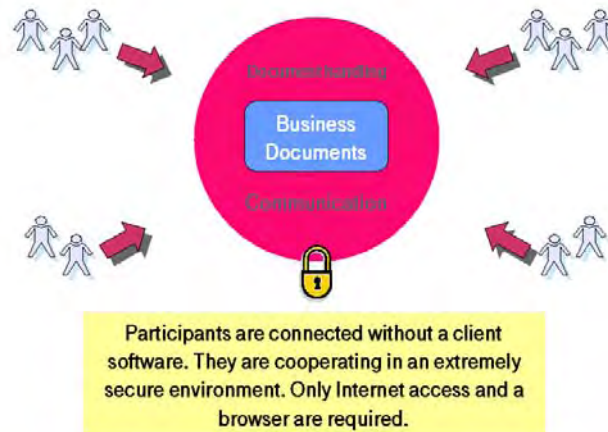 Document handling
Business
Documents
Communication
Participants are connected without a client
software. They are cooperating in an extremely
secure environment. Only Internet access and a
browser are required.